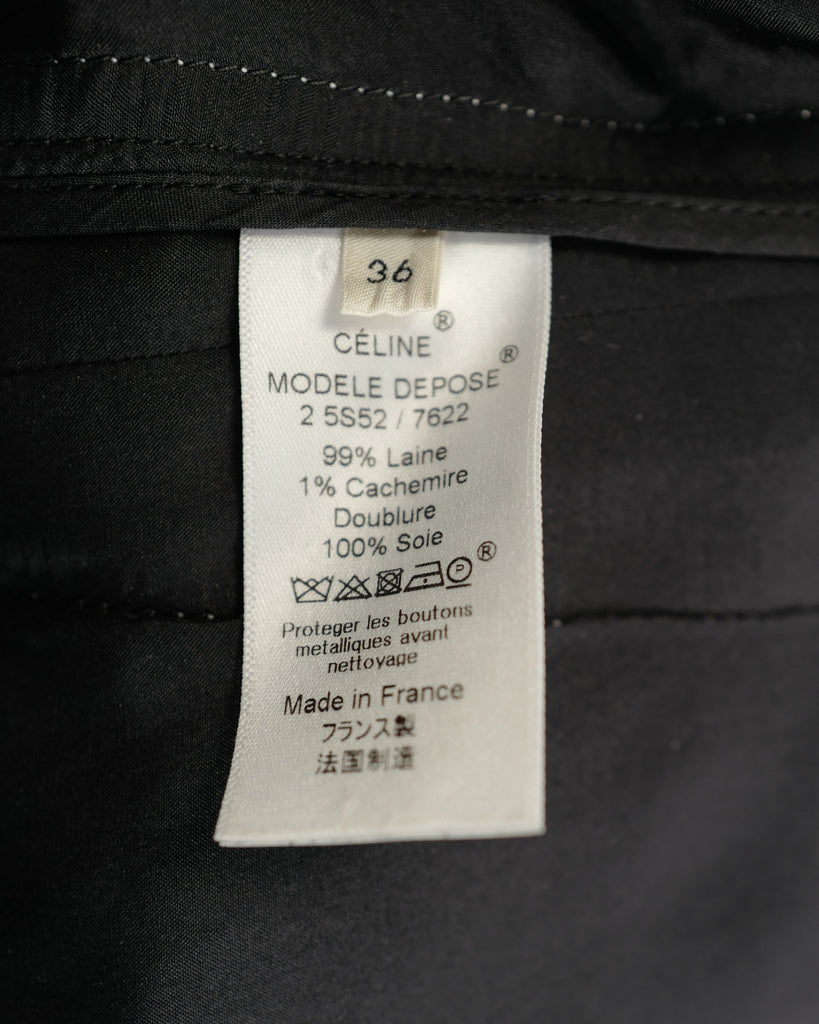 36
CÉLINE®
MODELE DEPOSE®
2 5S52 / 7622
99% Laine
1% Cachemire
Doublure
100% Soie
P ®
Proteger les boutons
metalliques avant
nettoyage
Made in France
フランス製
法国制造